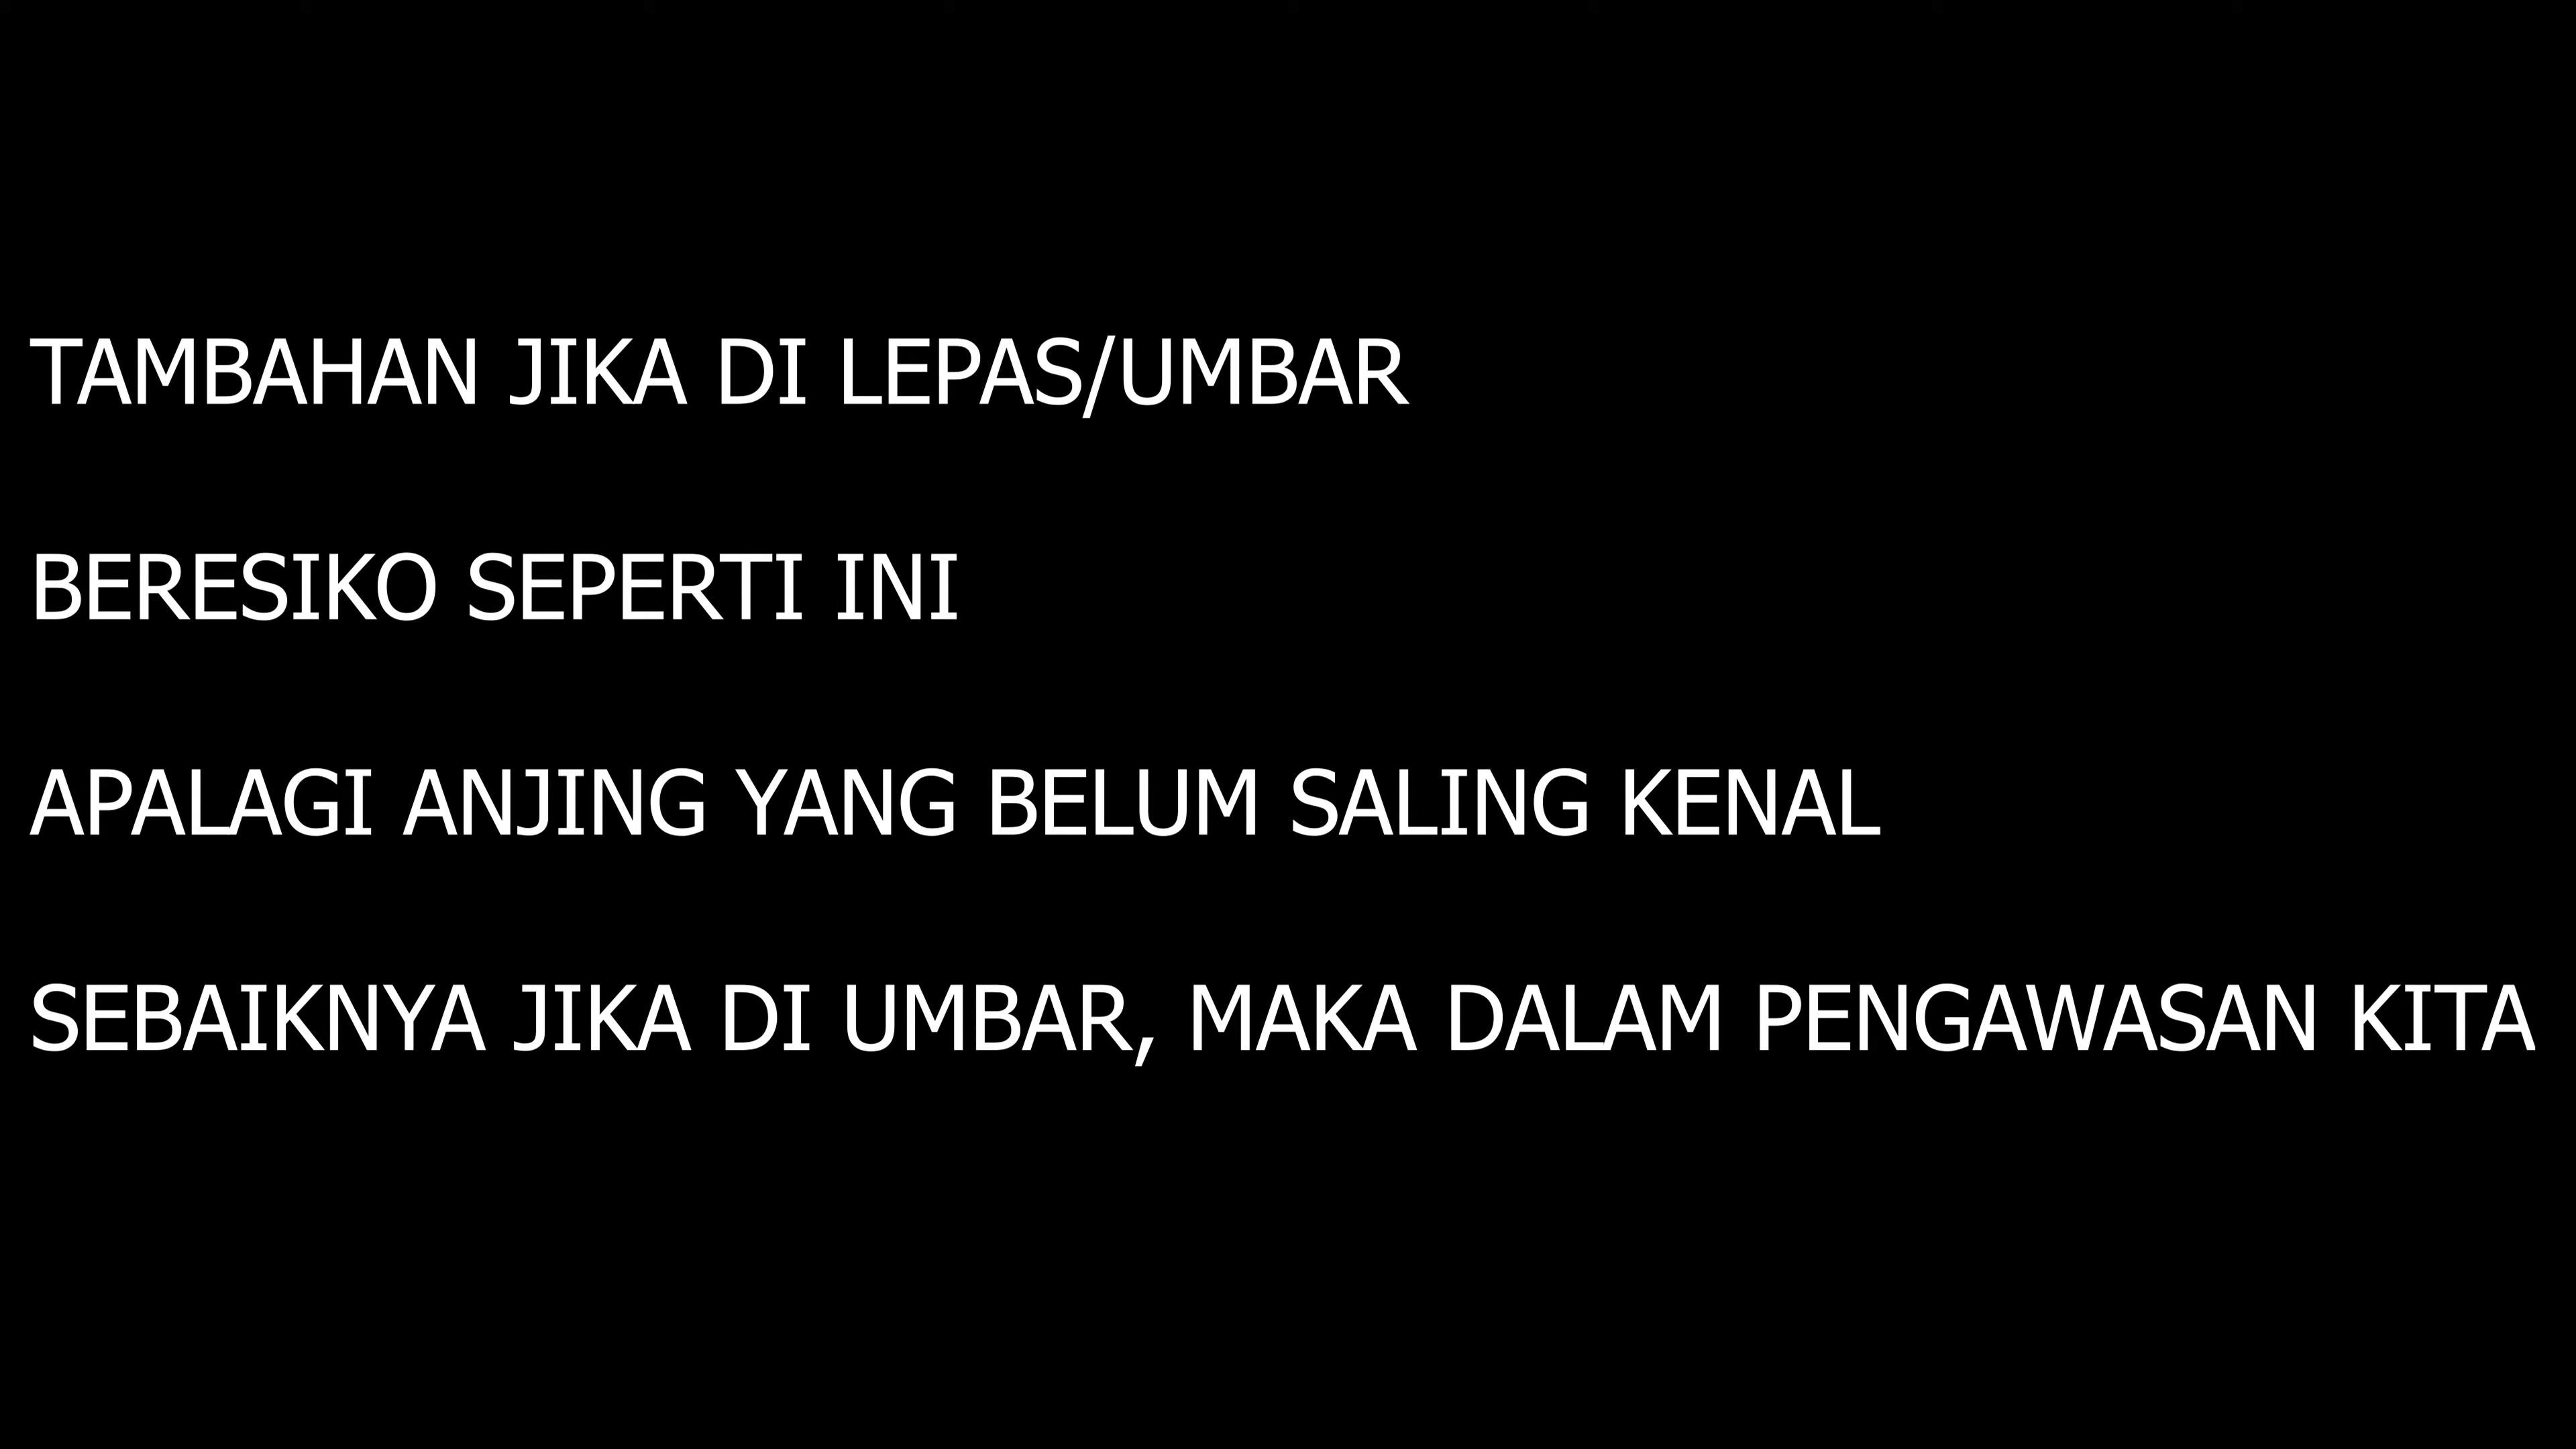 TAMBAHAN JIKA DI LEPAS/UMBAR
BERESIKO SEPERTI INI
APALAGI ANJING YANG BELUM SALING KENAL
SEBAIKNYA JIKA DI UMBAR, MAKA DALAM PENGAWASAN KITA